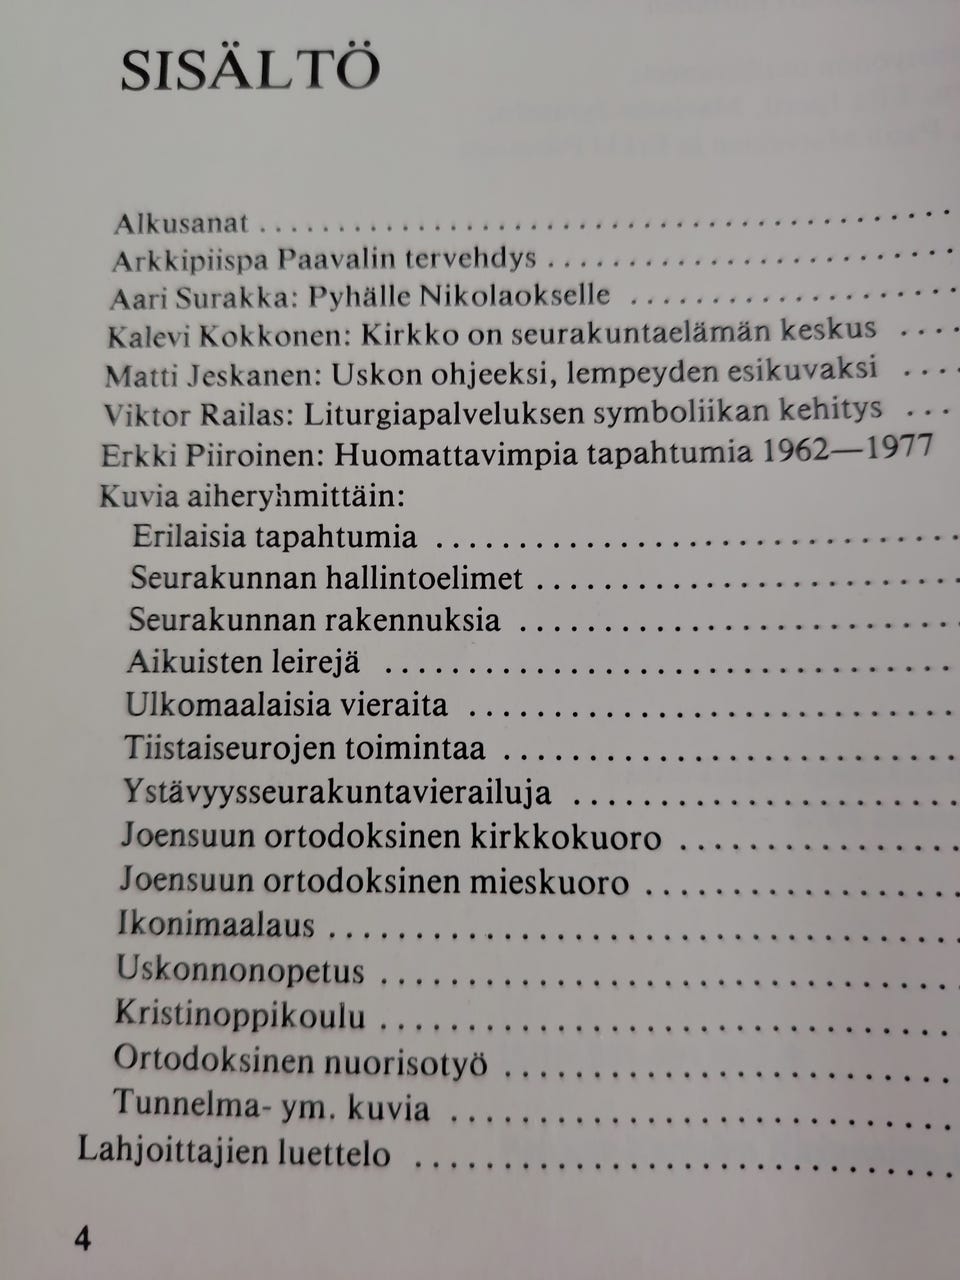 SISÄLTÖ
Alkusanat
Arkkipiispa Paavalin tervehdys
Aari Surakka: Pyhälle Nikolaokselle
Kalevi Kokkonen: Kirkko on seurakuntaelämän keskus
Matti Jeskanen: Uskon ohjeeksi, lempeyden esikuvaksi
Viktor Railas: Liturgiapalveluksen symboliikan kehitys
Erkki Piiroinen: Huomattavimpia tapahtumia 1962—1977
Kuvia aiheryhmittäin:
Erilaisia tapahtumia
Seurakunnan hallintoelimet
Seurakunnan rakennuksia
Aikuisten leirejä
Ulkomaalaisia vieraita
Tiistaiseurojen toimintaa
Ystävyysseurakuntavierailuja
Joensuun ortodoksinen kirkkokuoro
Joensuun ortodoksinen mieskuoro
Ikonimaalaus
Uskonnonopetus
Kristinoppikoulu
Ortodoksinen nuorisotyö
Tunnelma- ym. kuvia
Lahjoittajien luettelo
4